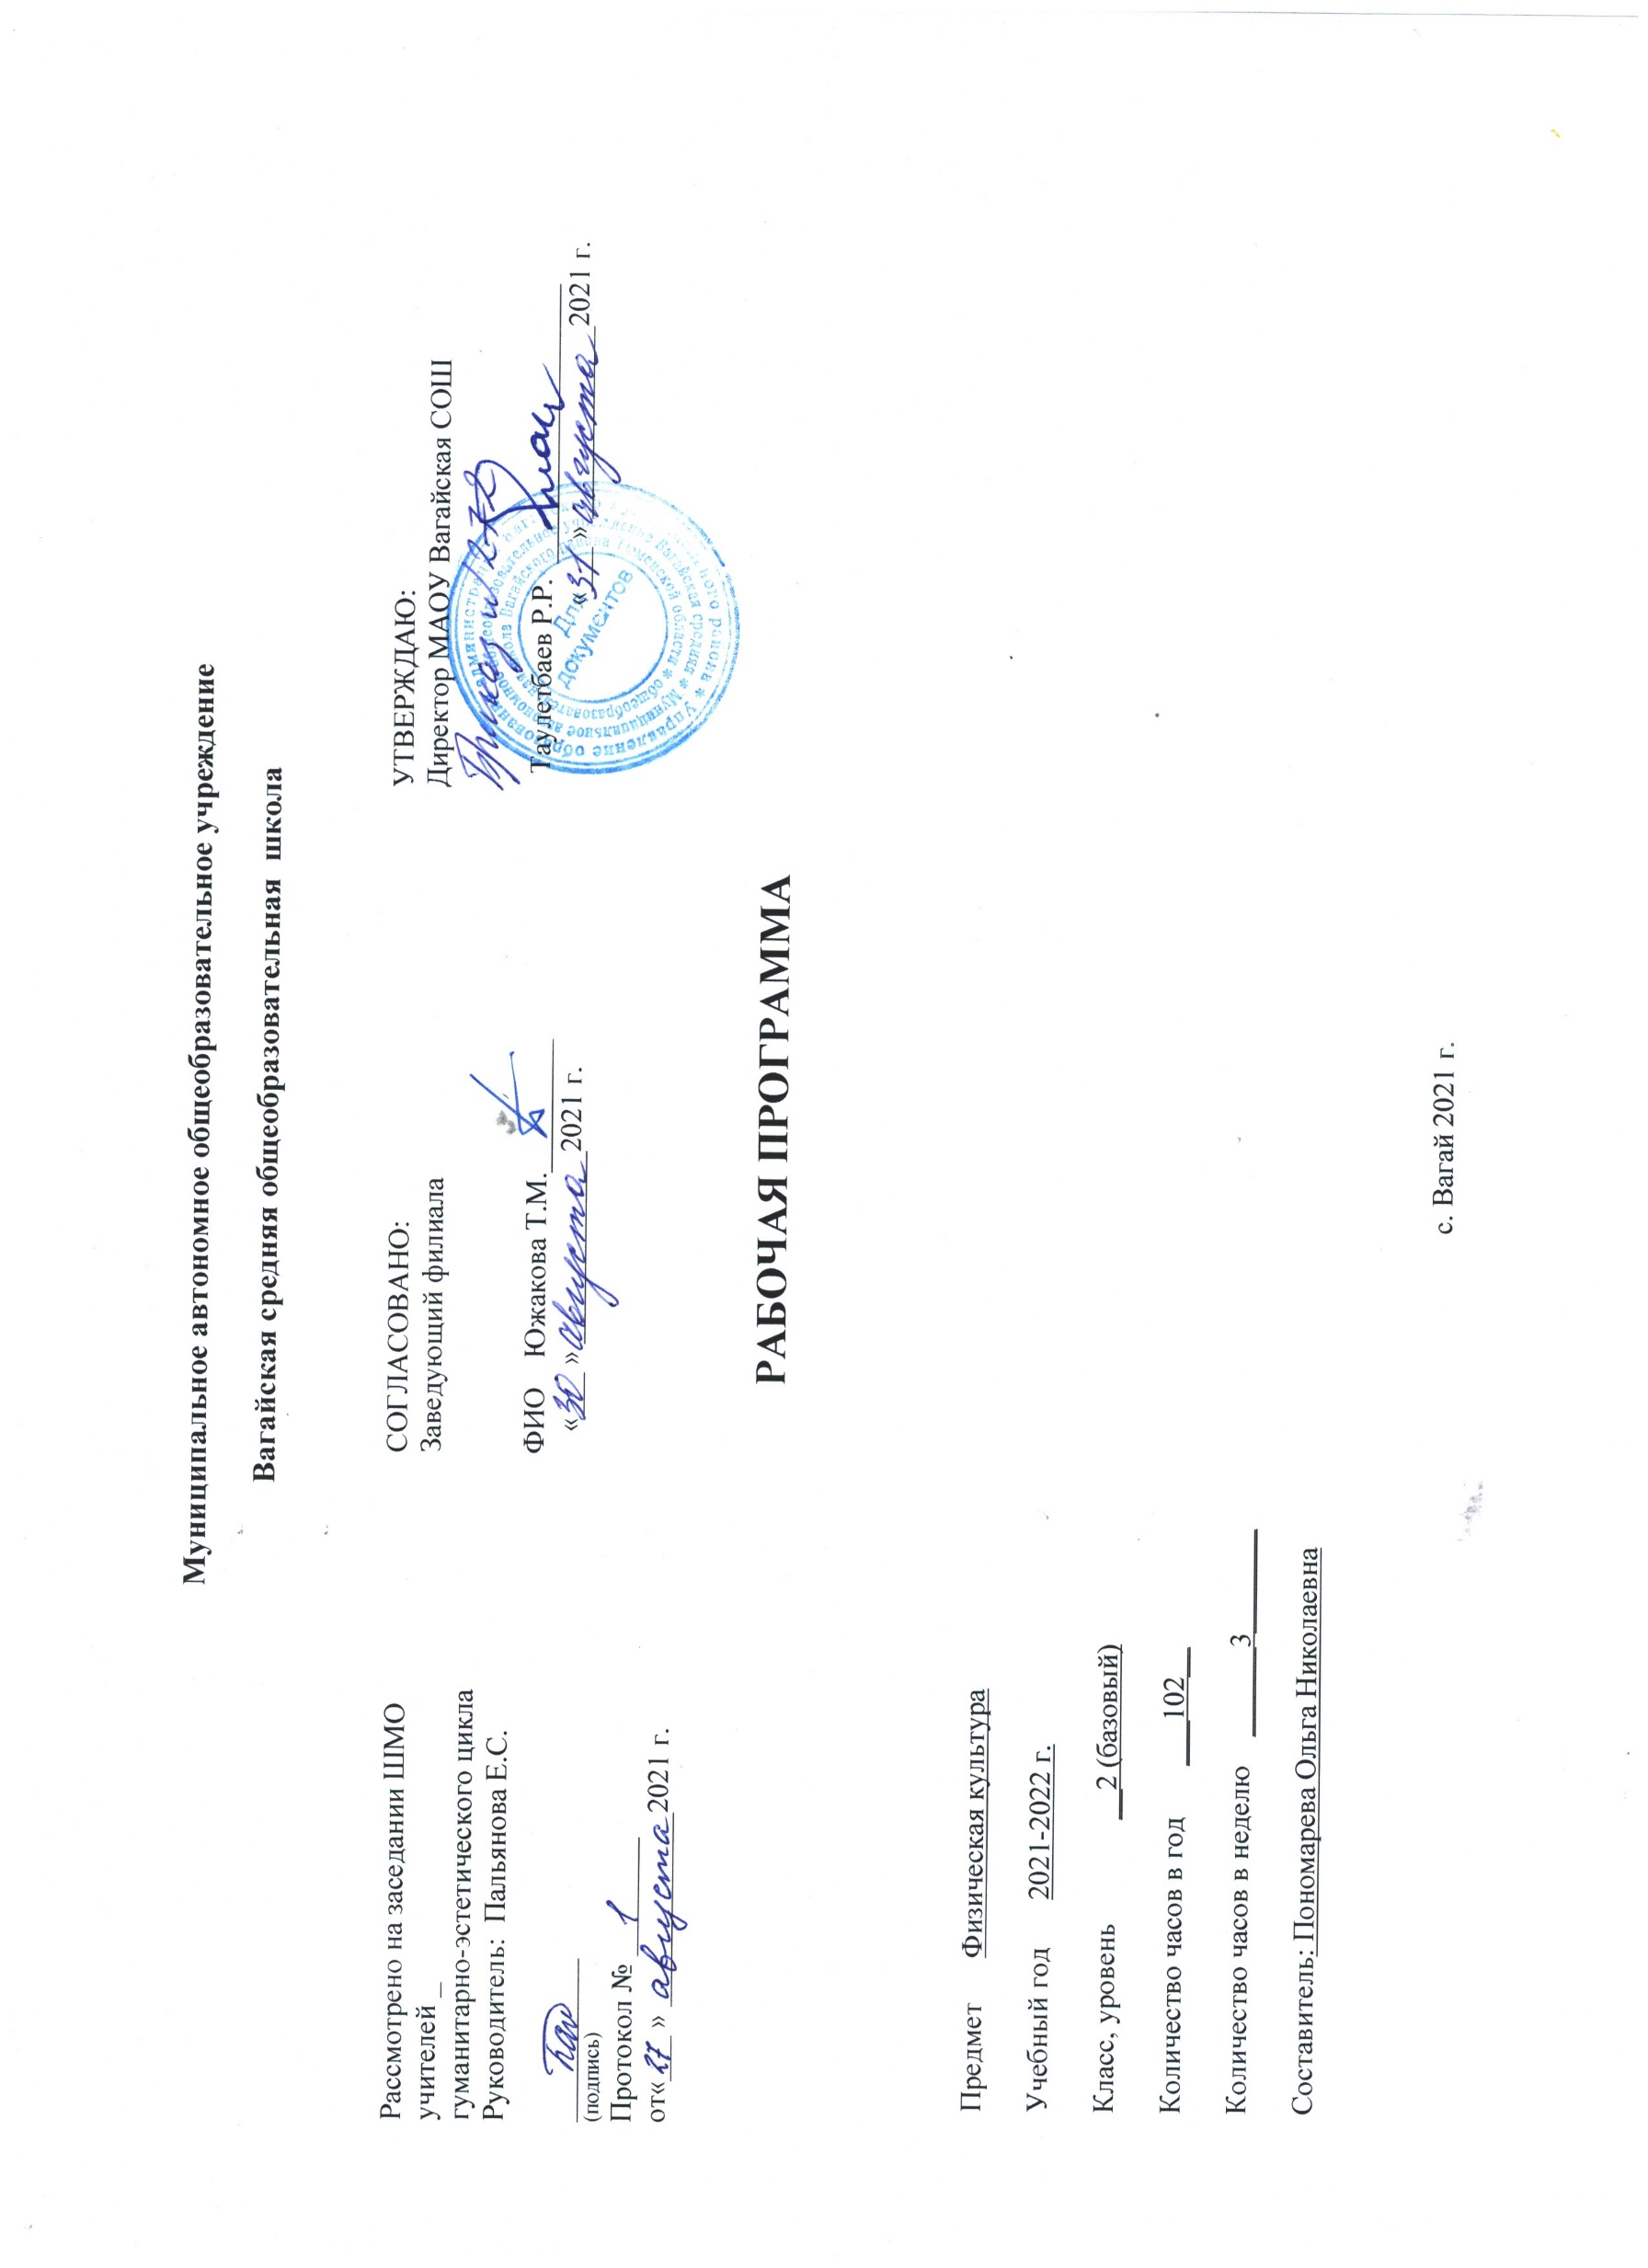 Муниципальное автономное общеобразовательное учреждение
Вагайская средняя общеобразовательная школа
Рассмотрено на заседании ШМО
учителей _
гуманитарно-эстетического цикла
Руководитель: Пальянова Е.С.
(подпись)
Протокол № 1
от« 27 » августа 2021 г.
СОГЛАСОВАНО:
Заведующий филиала
ФИО Южакова Т.М.
«30 » августа 2021 г.
УТВЕРЖДАЮ:
Директор МАОУ Вагайская СОШ
Таулетбаев Р.Р.
«31 » августа 2021 г.
Для
документов
РАБОЧАЯ ПРОГРАММА
Предмет Физическая культура
Учебный год 2021-2022 г.
Класс, уровень 2 (базовый)
Количество часов в год 102
Количество часов в неделю 3
Составитель: Пономарева Ольга Николаевна
с. Вагай 2021 г.